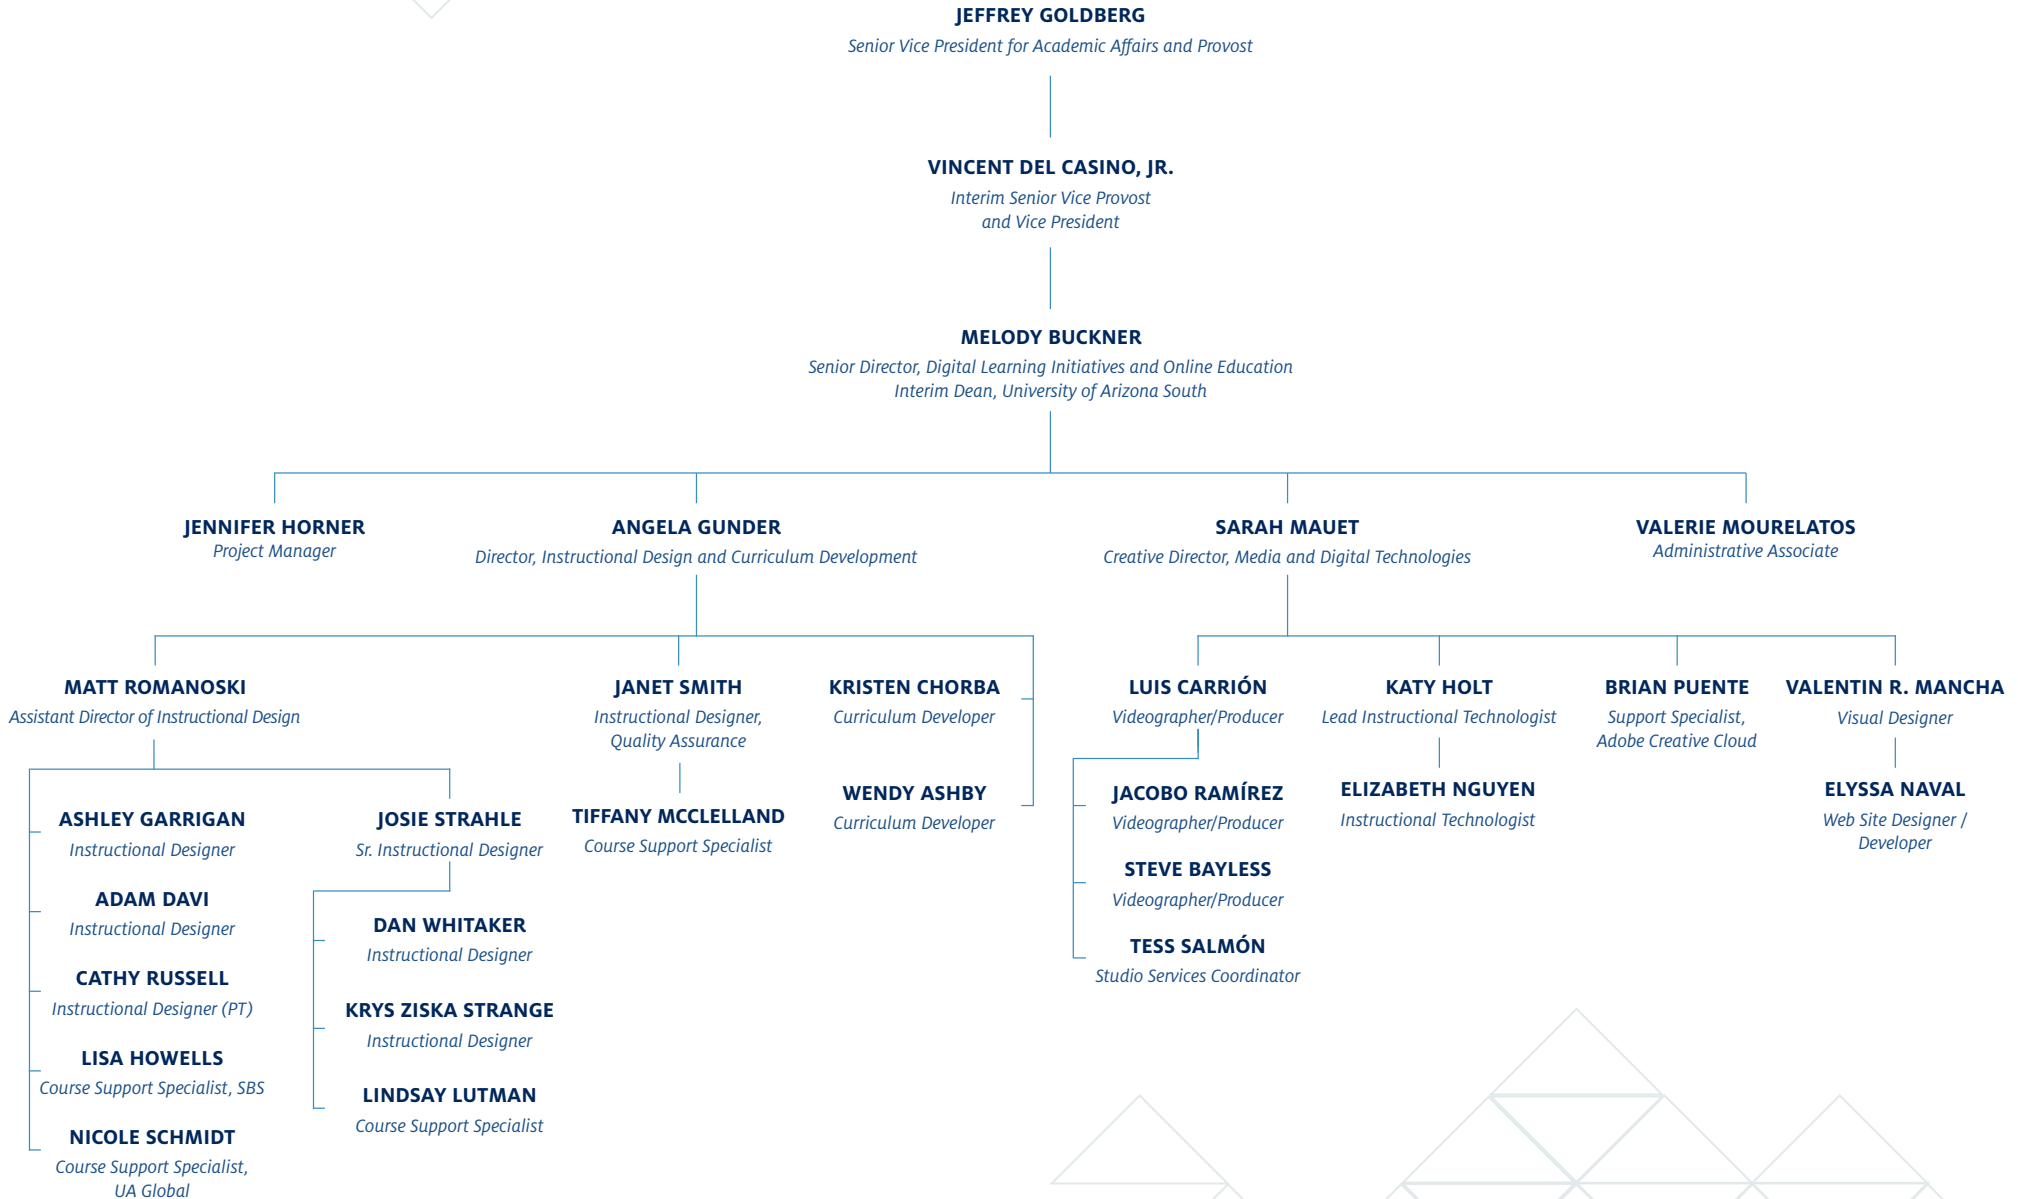 JEFFREY GOLDBERG
Senior Vice President for Academic Affairs and Provost
VINCENT DEL CASINO, JR.
Interim Senior Vice Provost
and Vice President
MELODY BUCKNER
Senior Director, Digital Learning Initiatives and Online Education
Interim Dean, University of Arizona South
JENNIFER HORNER
Project Manager
ANGELA GUNDER
Director, Instructional Design and Curriculum Development
SARAH MAUET
Creative Director, Media and Digital Technologies
VALERIE MOURELATOS
Administrative Associate
MATT ROMANOSKI
Assistant Director of Instructional Design
ASHLEY GARRIGAN
Instructional Designer
ADAM DAVI
Instructional Designer
CATHY RUSSELL
Instructional Designer (PT)
LISA HOWELLS
Course Support Specialist, SBS
NICOLE SCHMIDT
Course Support Specialist,
UA Global
JOSIE STRAHLE
Sr. Instructional Designer
DAN WHITAKER
Instructional Designer
KRYS ZISKA STRANGE
Instructional Designer
LINDSAY LUTMAN
Course Support Specialist
JANET SMITH
Instructional Designer,
Quality Assurance
TIFFANY MCCLELLAND
Course Support Specialist
KRISTEN CHORBA
Curriculum Developer
WENDY ASHBY
Curriculum Developer
LUIS CARRIÓN
Videographer/Producer
JACOBO RAMÍREZ
Videographer/Producer
STEVE BAYLESS
Videographer/Producer
TESS SALMÓN
Studio Services Coordinator
KATY HOLT
Lead Instructional Technologist
ELIZABETH NGUYEN
Instructional Technologist
BRIAN PUENTE
Support Specialist,
Adobe Creative Cloud
VALENTIN R. MANCHA
Visual Designer
ELYSSA NAVAL
Web Site Designer /
Developer